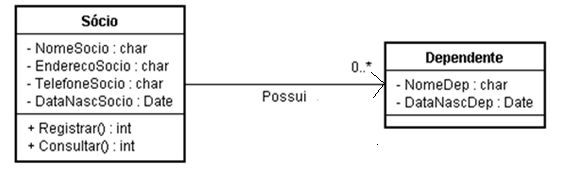 Sócio
- NomeSocio : char
- EnderecoSocio : char
- TelefoneSocio : char
- DataNascSocio : Date
+ Registrar() : int
+ Consultar() : int
0..*
Possui
Dependente
- NomeDep : char
- DataNascDep : Date